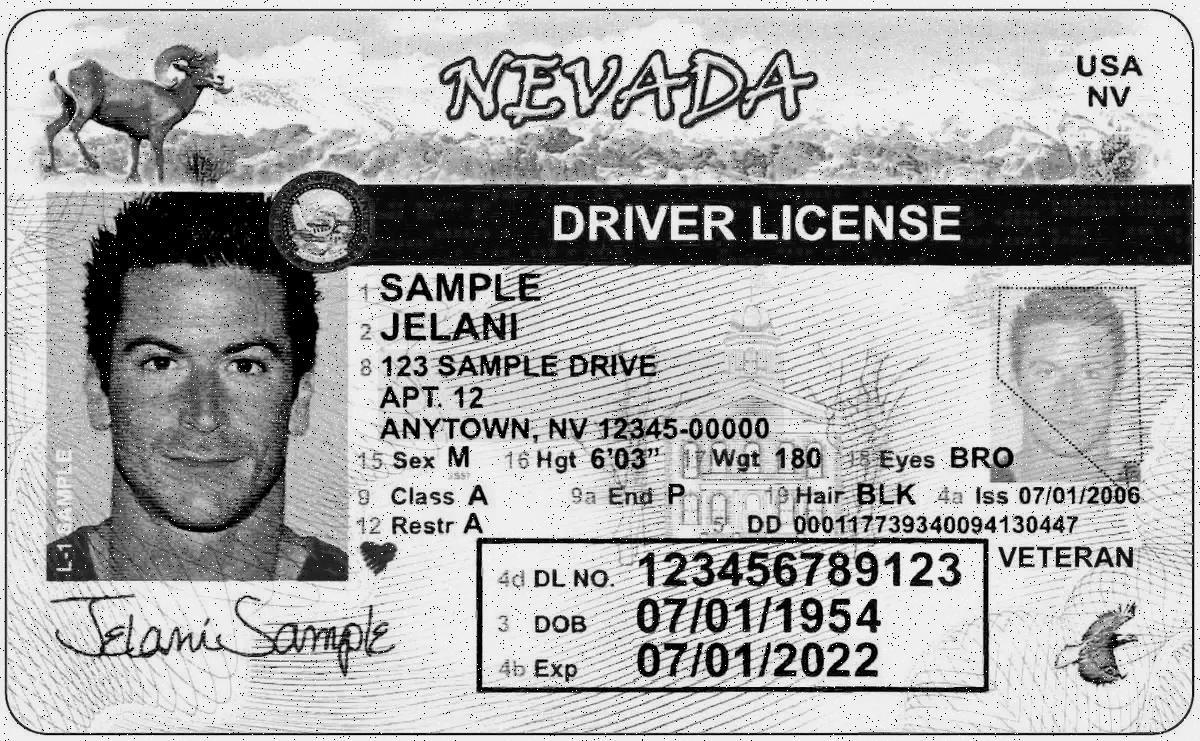 NEVADA
USA
NV
DRIVER LICENSE
1 SAMPLE
2 JELANI
8 123 SAMPLE DRIVE
APT. 12
ANYTOWN, NV 12345-00000
15 Sex M 16 Hgt 6'03" 17 Wgt 180 18 Eyes BRO
9 Class A 9a End P 19 Hair BLK 4a Iss 07/01/2006
12 Restr A 5 DD 000117739340094130447
VETERAN
4d DL NO. 123456789123
3 DOB 07/01/1954
4b Exp 07/01/2022
Jelani Sample
SAMPLE